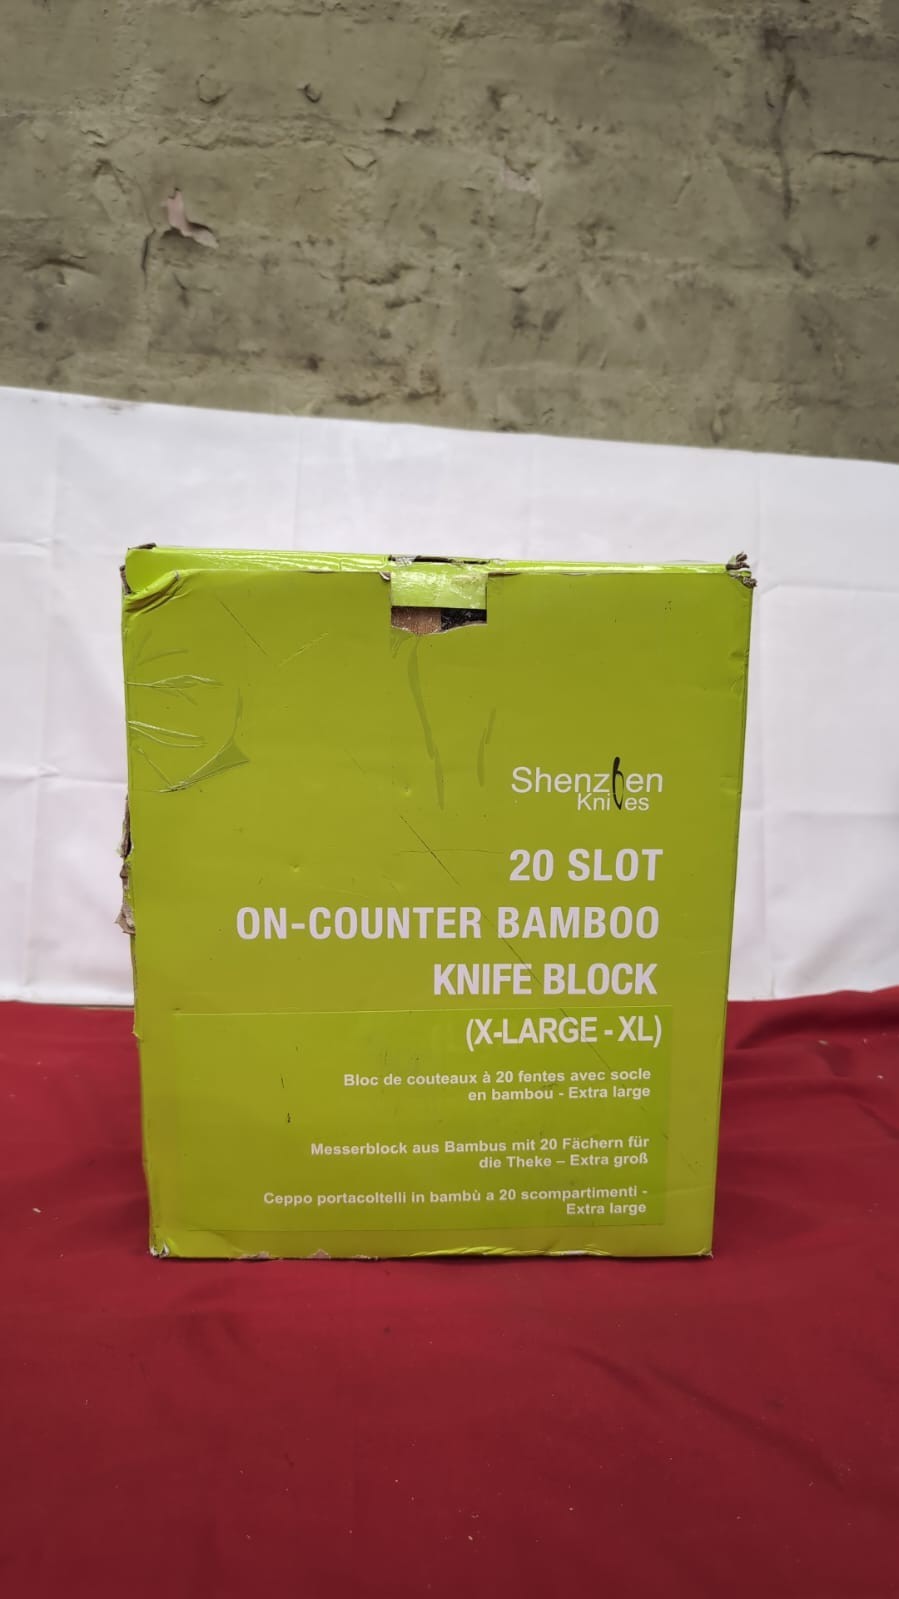 Shenzhen
Knives
20 SLOT
ON-COUNTER BAMBOO
KNIFE BLOCK
(X-LARGE - XL)
Bloc de couteaux à 20 fentes avec socle
en bambou - Extra large
Messerblock aus Bambus mit 20 Fächern für
die Theke – Extra groß
Ceppo portacoltelli in bambù a 20 scompartimenti -
Extra large